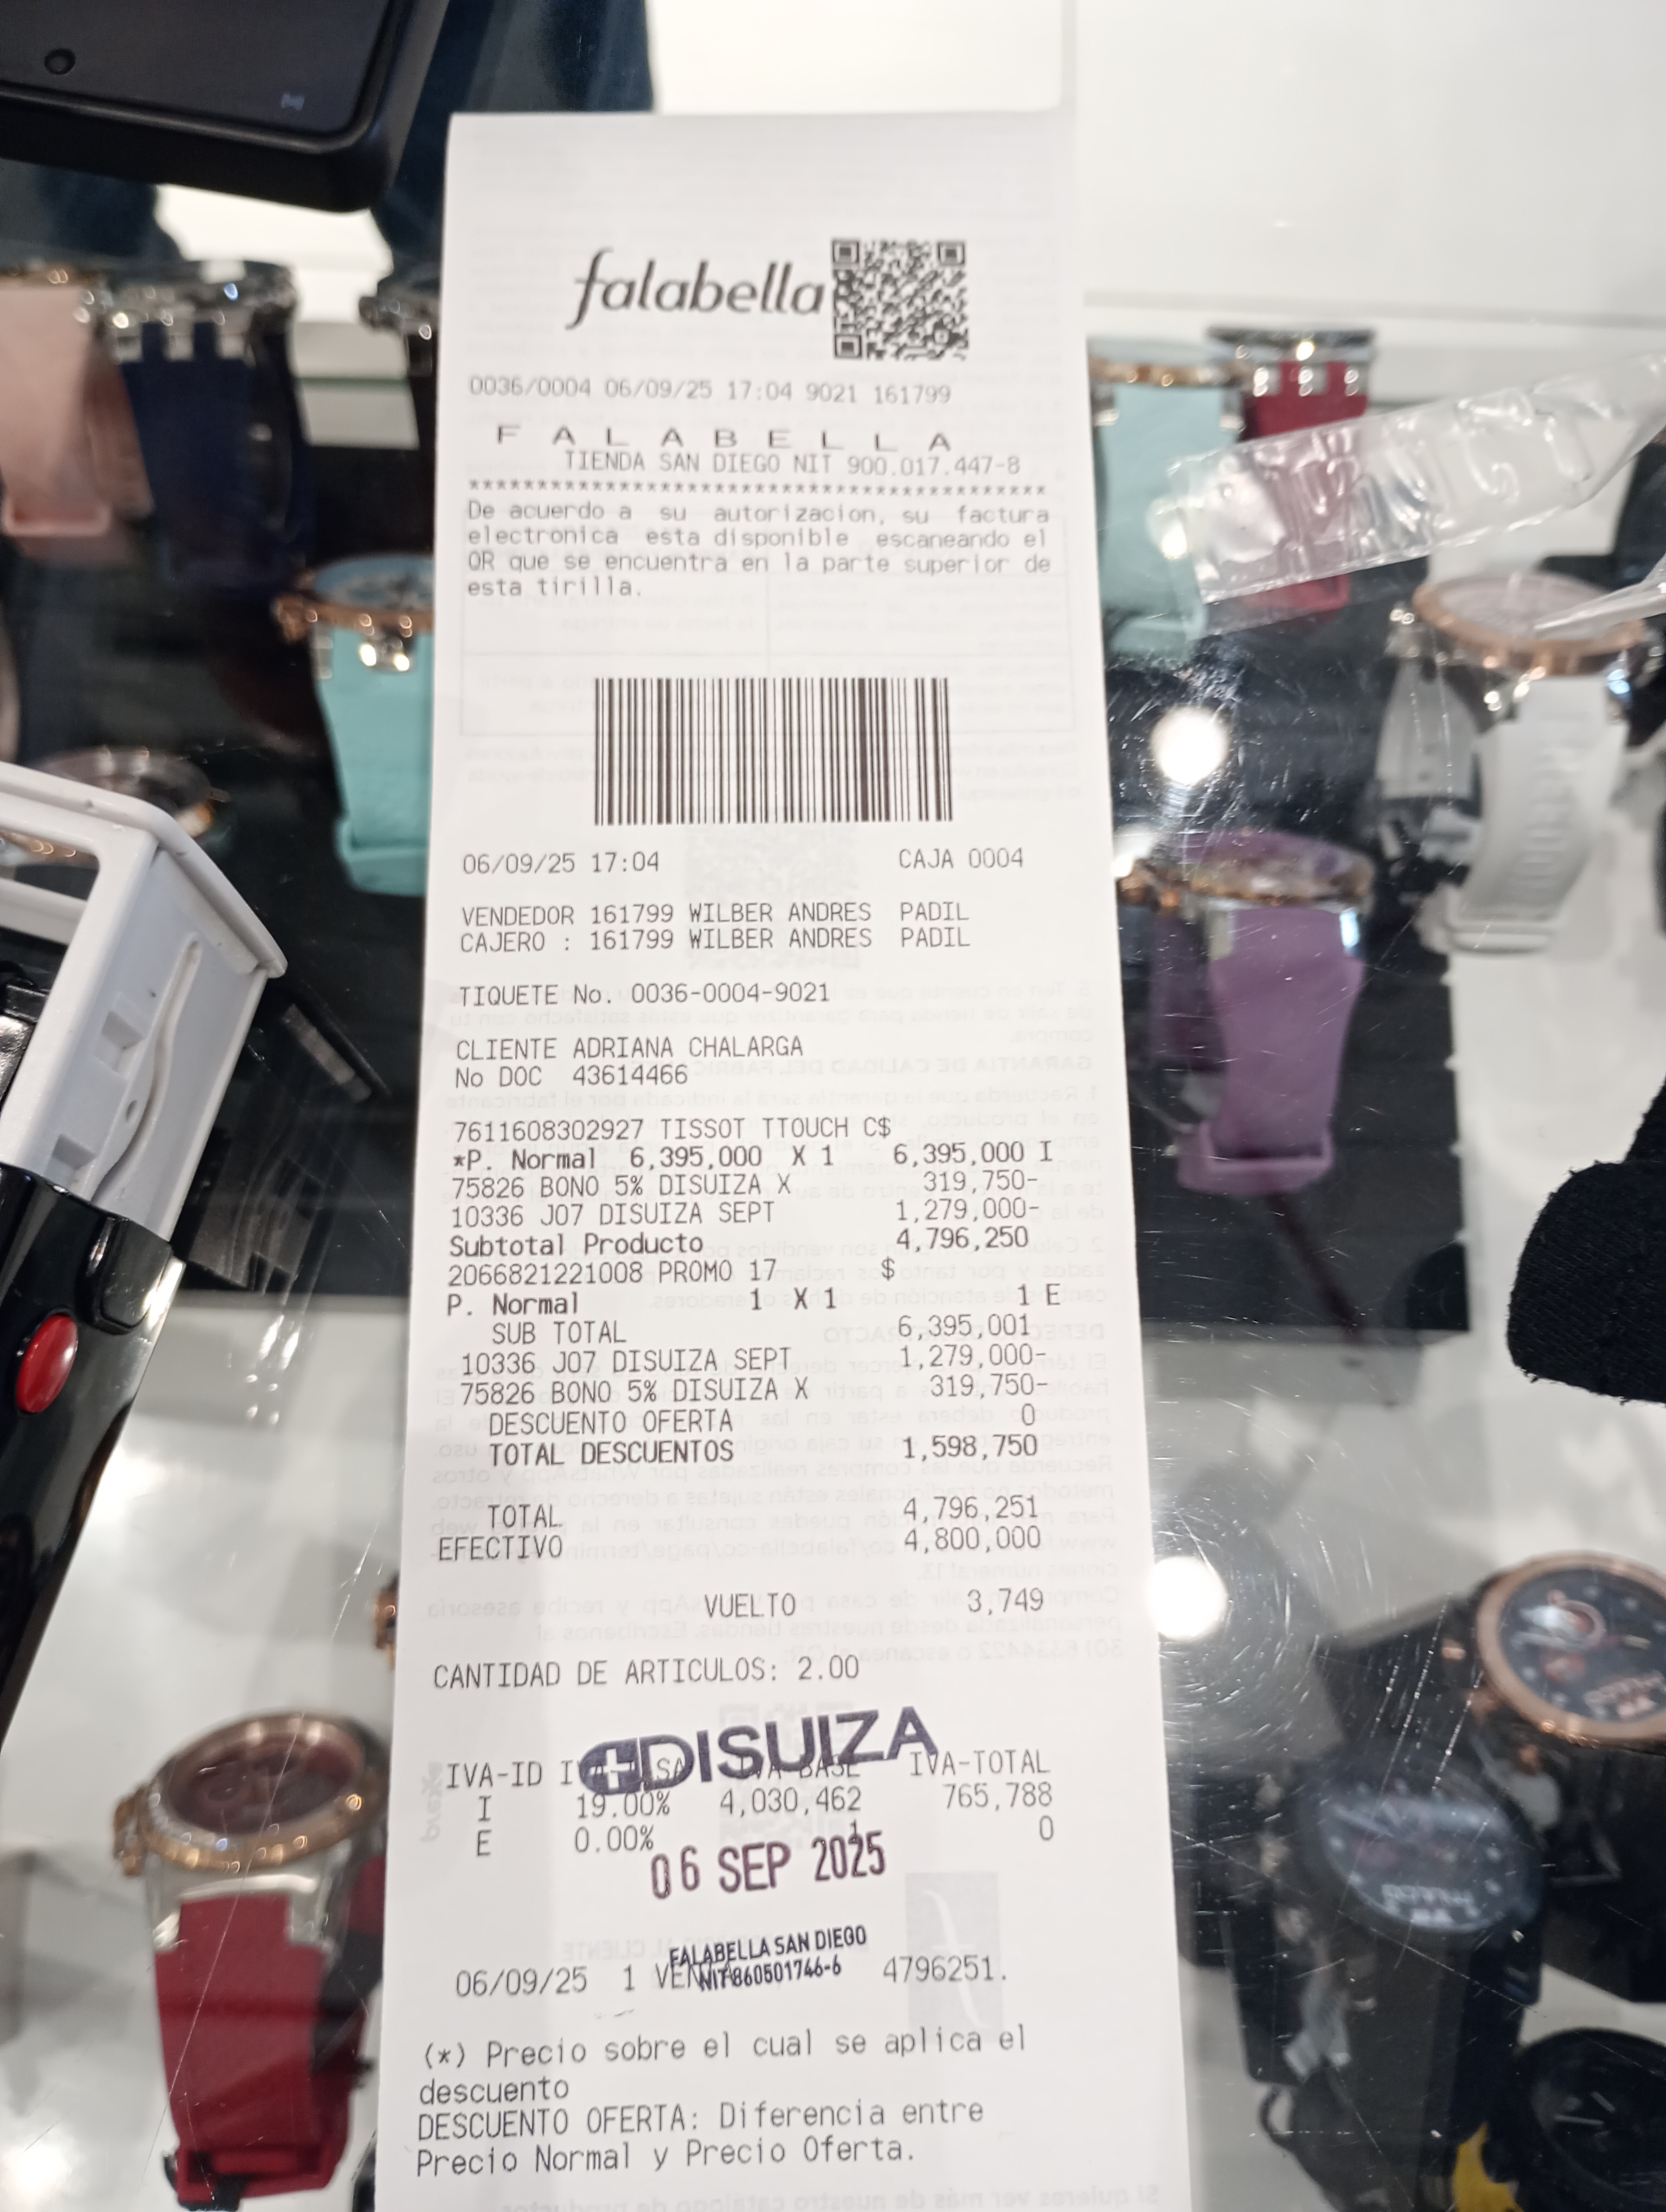 falabella
0036/0004 06/09/25 17:04 9021 161799
F A L A B E L L A
TIENDA SAN DIEGO NIT 900.017.447-8
*******************************************
De acuerdo a su autorizacion, su factura
electronica esta disponible escaneando el
QR que se encuentra en la parte superior de
esta tirilla.
06/09/25 17:04 CAJA 0004
VENDEDOR 161799 WILBER ANDRES PADIL
CAJERO : 161799 WILBER ANDRES PADIL
TIQUETE No. 0036-0004-9021
CLIENTE ADRIANA CHALARGA
No DOC 43614466
7611608302927 TISSOT TTOUCH C$
*P. Normal 6,395,000 X 1 6,395,000 I
75826 BONO 5% DISUIZA X 319,750-
10336 J07 DISUIZA SEPT 1,279,000-
Subtotal Producto 4,796,250
2066821221008 PROMO 17 $
P. Normal 1 X 1 1 E
SUB TOTAL 6,395,001
10336 J07 DISUIZA SEPT 1,279,000-
75826 BONO 5% DISUIZA X 319,750-
DESCUENTO OFERTA 0
TOTAL DESCUENTOS 1,598,750
TOTAL 4,796,251
EFECTIVO 4,800,000
VUELTO 3,749
CANTIDAD DE ARTICULOS: 2.00
DISUIZA
IVA-ID IVA-TASA IVA-BASE IVA-TOTAL
I 19.00% 4,030,462 765,788
E 0.00% 1 0
06 SEP 2025
FALABELLA SAN DIEGO
NIT860501746-6
06/09/25 1 VENTA 4796251.
(*) Precio sobre el cual se aplica el
descuento
DESCUENTO OFERTA: Diferencia entre
Precio Normal y Precio Oferta.